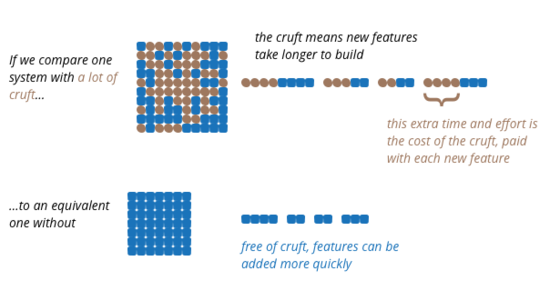 If we compare one
system with a lot of
cruft...
the cruft means new features
take longer to build
this extra time and effort is
the cost of the cruft, paid
with each new feature
...to an equivalent
one without
free of cruft, features can be
added more quickly